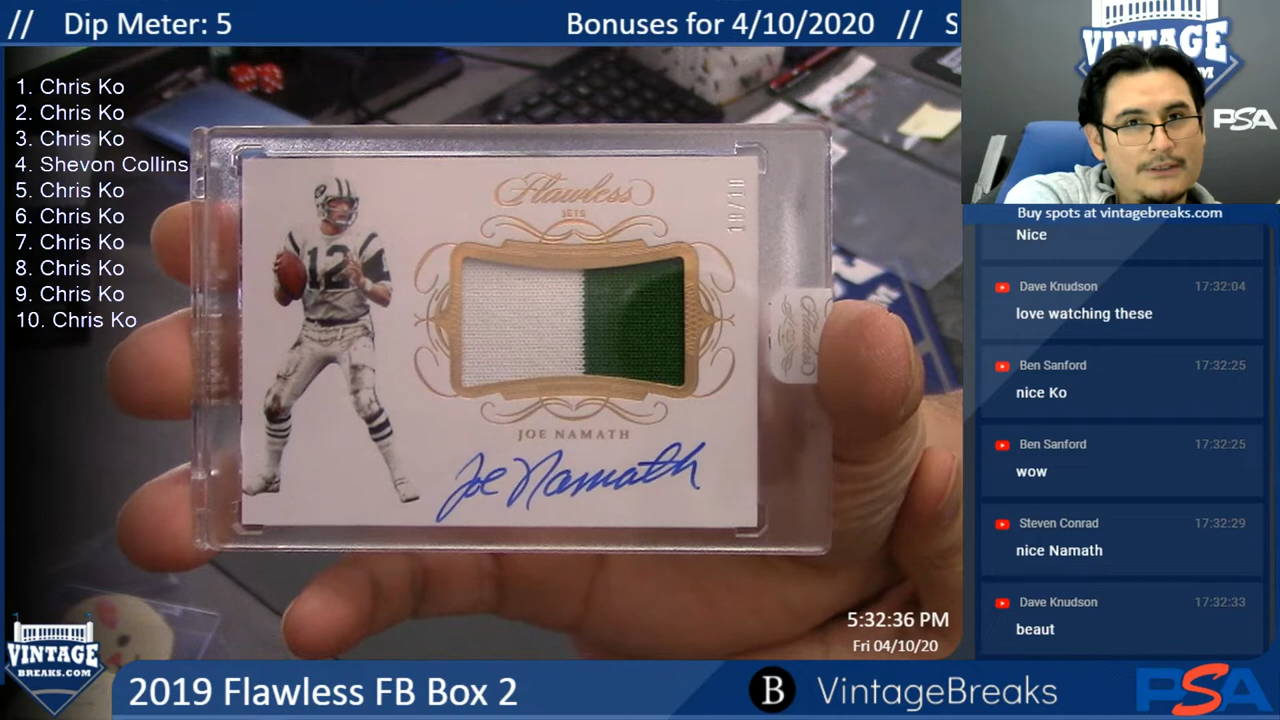 // Dip Meter: 5
Bonuses for 4/10/2020 // S
1. Chris Ko
2. Chris Ko
3. Chris Ko
4. Shevon Collins
5. Chris Ko
6. Chris Ko
7. Chris Ko
8. Chris Ko
9. Chris Ko
10. Chris Ko
Flawless
JETS
10/10
12
JOE NAMATH
Joe Namath
Flawless
VINTAGE
PSA
Buy spots at vintagebreaks.com
Nice
Dave Knudson 17:32:04
love watching these
Ben Sanford 17:32:25
nice Ko
Ben Sanford 17:32:25
wow
Steven Conrad 17:32:29
nice Namath
Dave Knudson 17:32:33
beaut
5:32:36 PM
Fri 04/10/20
VINTAGE
BREAKS.COM
2019 Flawless FB Box 2
B VintageBreaks
PSA